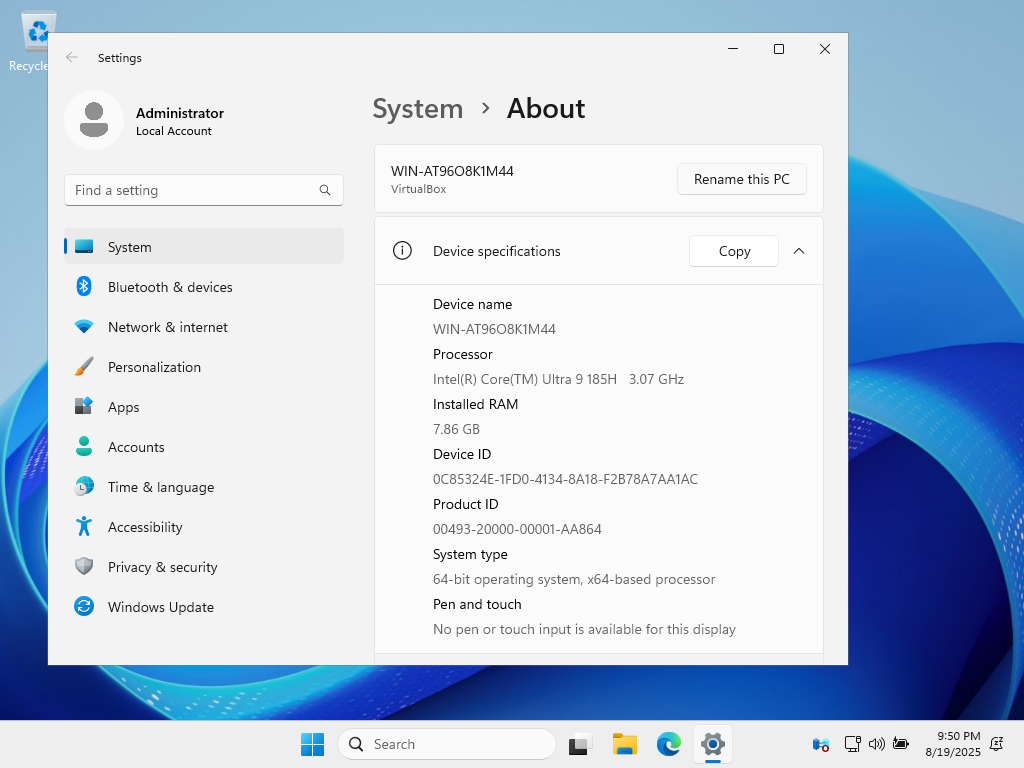 Recycle
Settings
Administrator
Local Account
Find a setting
System
Bluetooth & devices
Network & internet
Personalization
Apps
Accounts
Time & language
Accessibility
Privacy & security
Windows Update
System > About
WIN-AT96O8K1M44
VirtualBox
Rename this PC
Device specifications
Copy
Device name
WIN-AT96O8K1M44
Processor
Intel(R) Core(TM) Ultra 9 185H 3.07 GHz
Installed RAM
7.86 GB
Device ID
0C85324E-1FD0-4134-8A18-F2B78A7AA1AC
Product ID
00493-20000-00001-AA864
System type
64-bit operating system, x64-based processor
Pen and touch
No pen or touch input is available for this display
Search
9:50 PM
8/19/2025